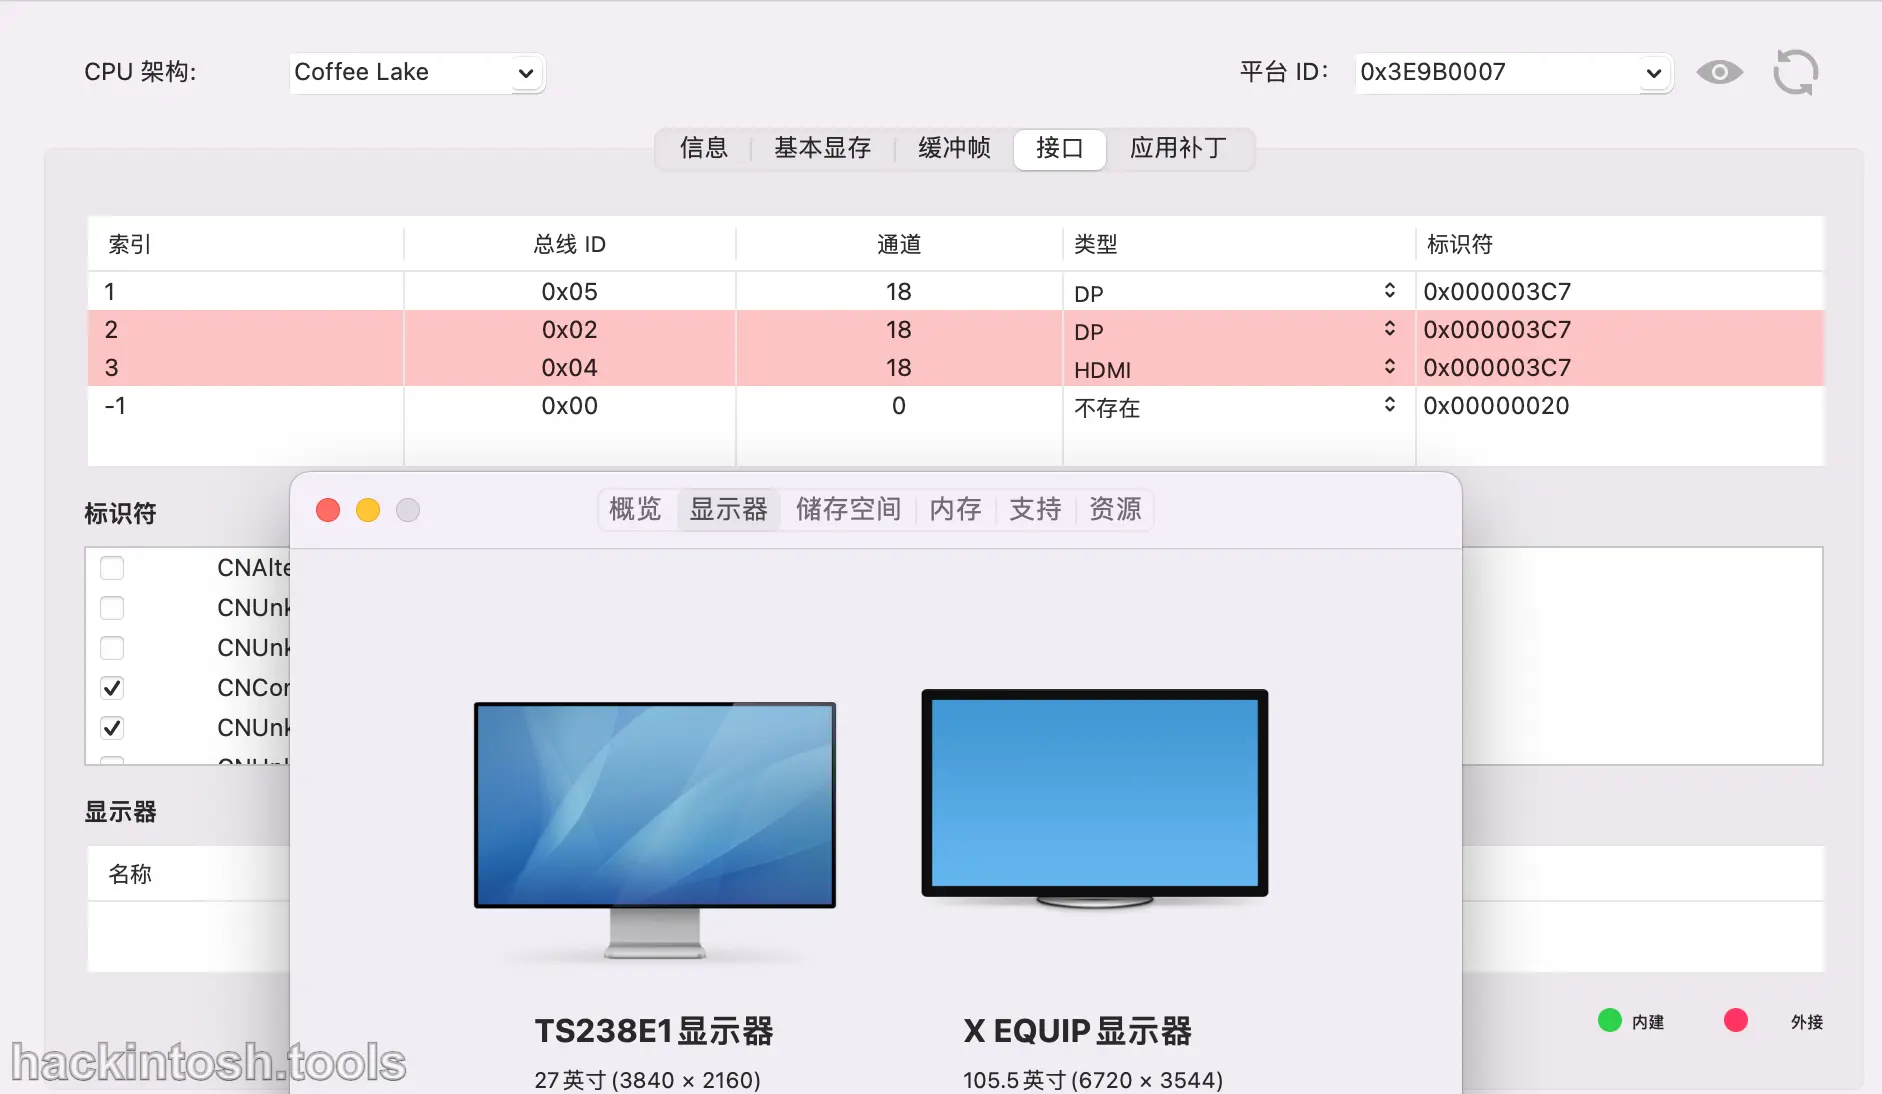 CPU 架构: Coffee Lake 平台 ID: 0x3E9B0007
信息 基本显存 缓冲帧 接口 应用补丁
索引 总线 ID 通道 类型 标识符
1 0x05 18 DP 0x000003C7
2 0x02 18 DP 0x000003C7
3 0x04 18 HDMI 0x000003C7
-1 0x00 0 不存在 0x00000020
标识符
概览 显示器 储存空间 内存 支持 资源
CNAlte
CNUnk
CNUnk
CNCon
CNUnk
显示器
名称
TS238E1显示器 X EQUIP显示器
27英寸(3840 × 2160) 105.5英寸(6720 × 3544)
内建 外接
hackintosh.tools